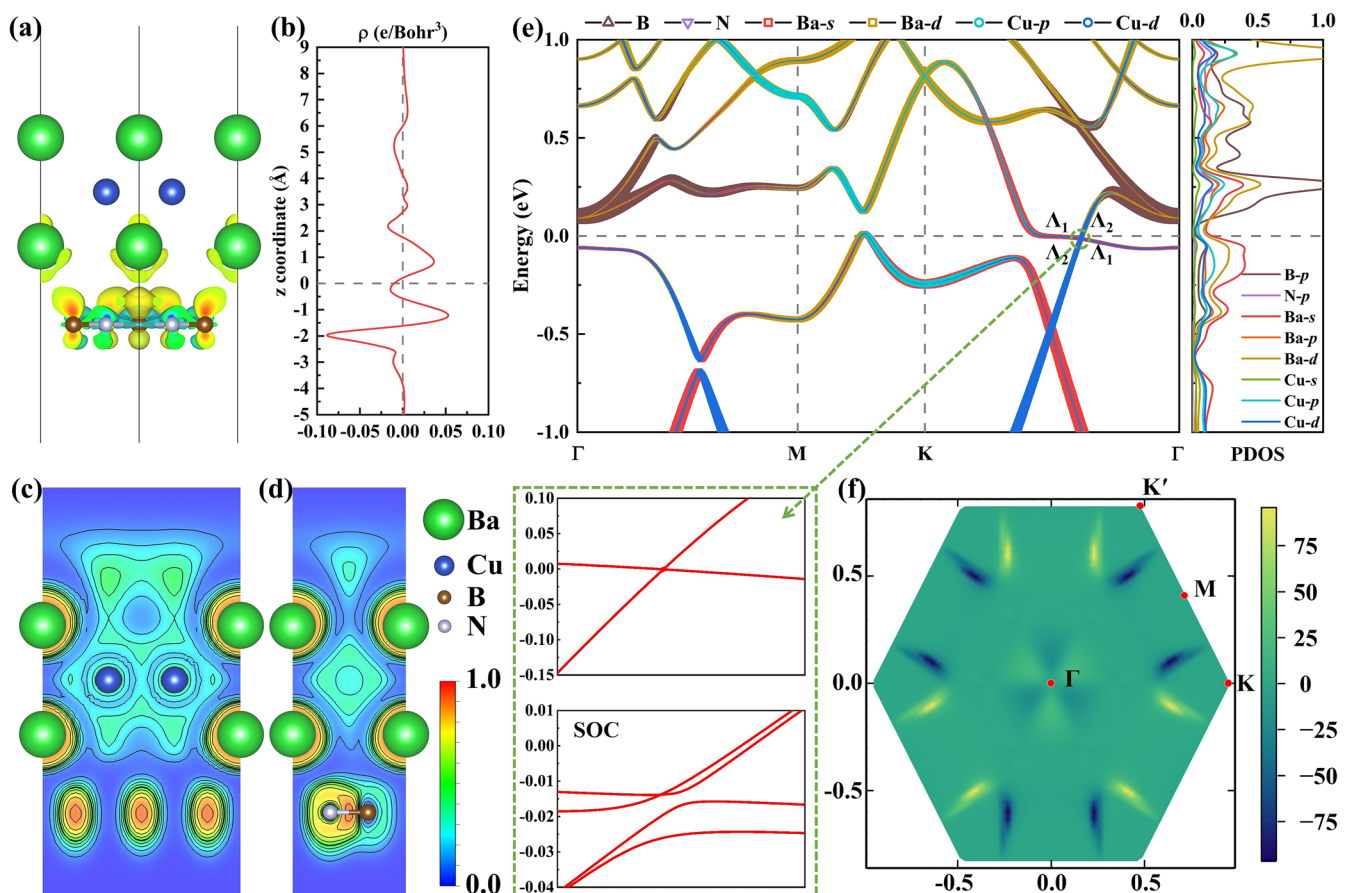 (a)
(b)
ρ (e/Bohr³)
z coordinate (Å)
9
8
7
6
5
4
3
2
1
0
-1
-2
-3
-4
-5
-0.10 -0.05 0.00 0.05 0.10
(e)
B N Ba-s Ba-d Cu-p Cu-d
Energy (eV)
1.0
0.5
0.0
-0.5
-1.0
Λ₁ Λ₂
Λ₂ Λ₁
Γ M K Γ
0.0 0.5 1.0
B-p
N-p
Ba-s
Ba-p
Ba-d
Cu-s
Cu-p
Cu-d
PDOS
(c)
(d)
Ba
Cu
B
N
1.0
0.0
0.10
0.05
0.00
-0.05
-0.10
-0.15
SOC
0.01
0.00
-0.01
-0.02
-0.03
-0.04
(f)
K′
M
Γ
K
0.5
0.0
-0.5
-0.5 0.0 0.5
0.0 0.5
75
50
25
0
-25
-50
-75